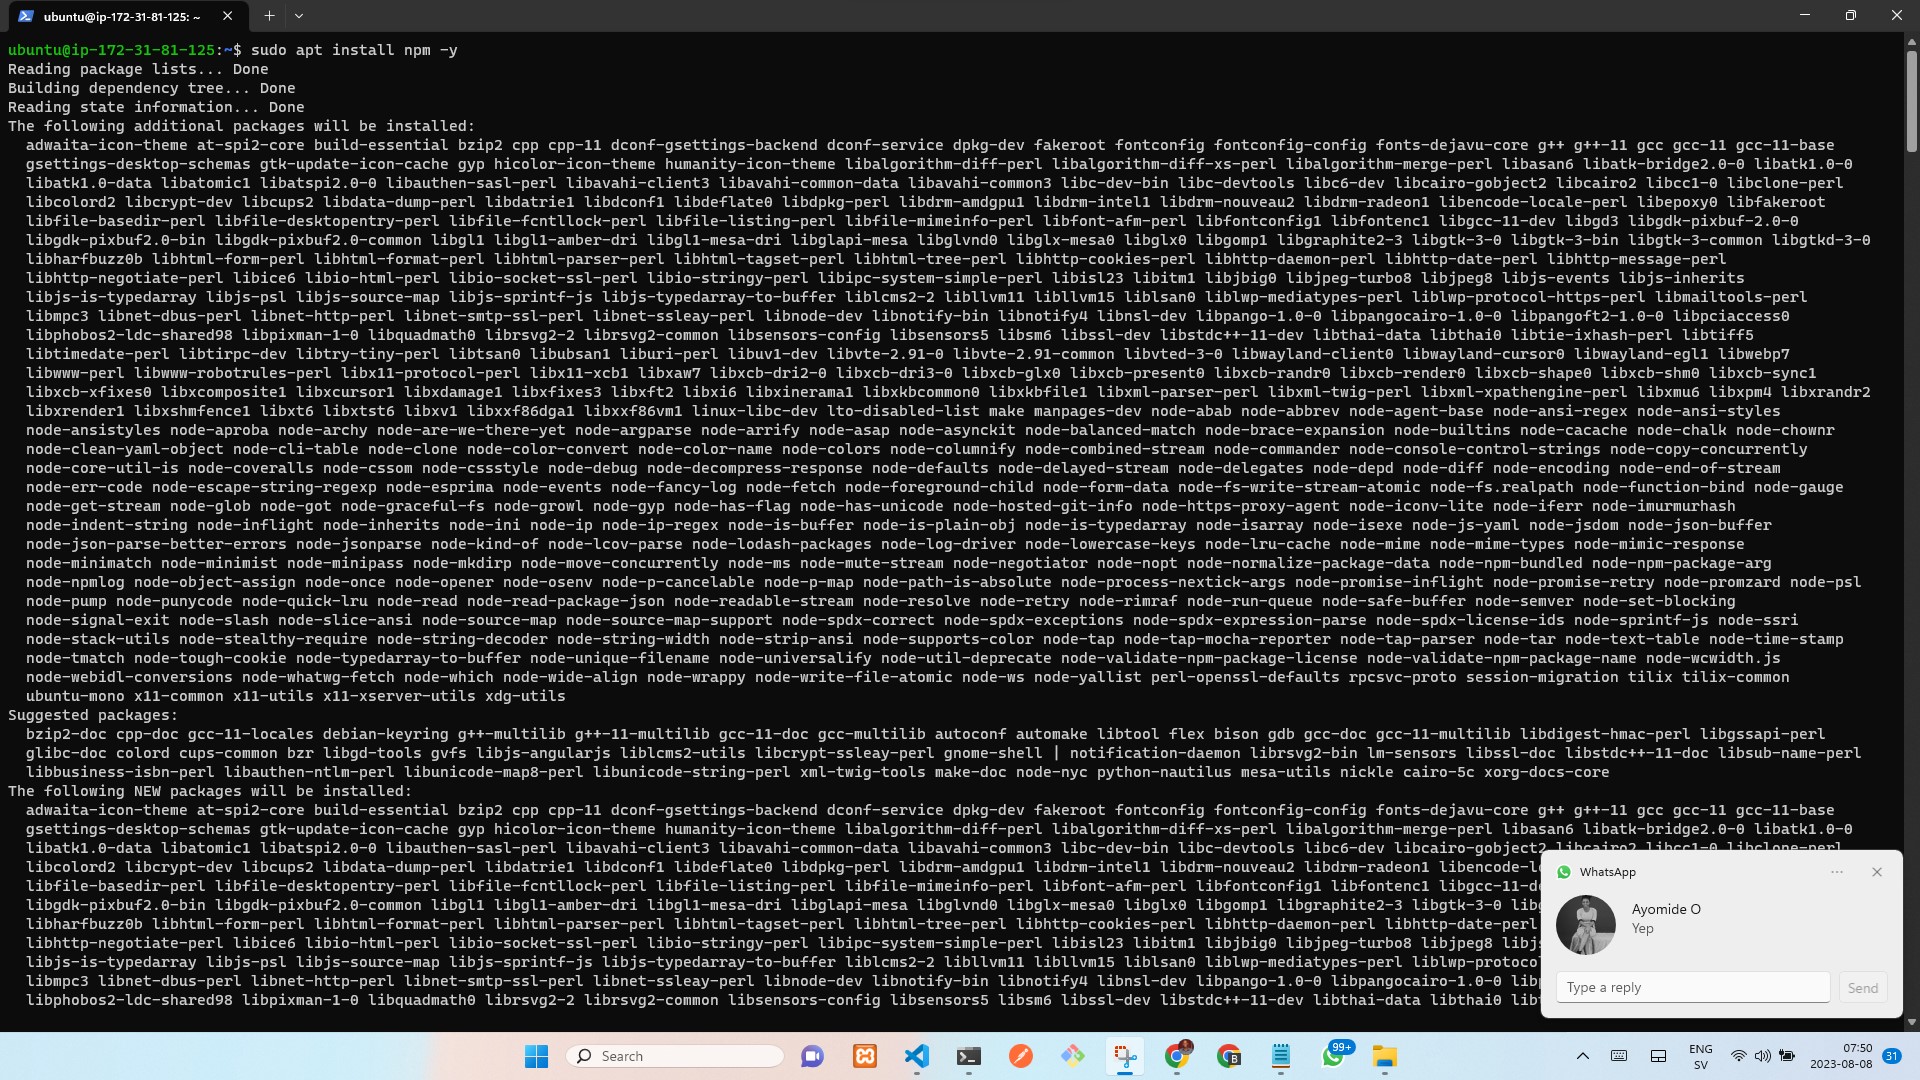 ubuntu@ip-172-31-81-125: ~
ubuntu@ip-172-31-81-125:~$ sudo apt install npm -y
Reading package lists... Done
Building dependency tree... Done
Reading state information... Done
The following additional packages will be installed:
adwaita-icon-theme at-spi2-core build-essential bzip2 cpp cpp-11 dconf-gsettings-backend dconf-service dpkg-dev fakeroot fontconfig fontconfig-config fonts-dejavu-core g++ g++-11 gcc gcc-11 gcc-11-base
gsettings-desktop-schemas gtk-update-icon-cache gyp hicolor-icon-theme humanity-icon-theme libalgorithm-diff-perl libalgorithm-diff-xs-perl libalgorithm-merge-perl libasan6 libatk-bridge2.0-0 libatk1.0-0
libatk1.0-data libatomic1 libatspi2.0-0 libauthen-sasl-perl libavahi-client3 libavahi-common-data libavahi-common3 libc-dev-bin libc-devtools libc6-dev libcairo-gobject2 libcairo2 libcc1-0 libclone-perl
libcolord2 libcrypt-dev libcups2 libdata-dump-perl libdatrie1 libdconf1 libdeflate0 libdpkg-perl libdrm-amdgpu1 libdrm-intel1 libdrm-nouveau2 libdrm-radeon1 libencode-locale-perl libepoxy0 libfakeroot
libfile-basedir-perl libfile-desktopentry-perl libfile-fcntllock-perl libfile-listing-perl libfile-mimeinfo-perl libfont-afm-perl libfontconfig1 libfontenc1 libgcc-11-dev libgd3 libgdk-pixbuf-2.0-0
libgdk-pixbuf2.0-bin libgdk-pixbuf2.0-common libgl1 libgl1-amber-dri libgl1-mesa-dri libglapi-mesa libglvnd0 libglx-mesa0 libglx0 libgomp1 libgraphite2-3 libgtk-3-0 libgtk-3-bin libgtk-3-common libgtkd-3-0
libharfbuzz0b libhtml-form-perl libhtml-format-perl libhtml-parser-perl libhtml-tagset-perl libhtml-tree-perl libhttp-cookies-perl libhttp-daemon-perl libhttp-date-perl libhttp-message-perl
libhttp-negotiate-perl libice6 libio-html-perl libio-socket-ssl-perl libio-stringy-perl libipc-system-simple-perl libisl23 libitm1 libjbig0 libjpeg-turbo8 libjpeg8 libjs-events libjs-inherits
libjs-is-typedarray libjs-psl libjs-source-map libjs-sprintf-js libjs-typedarray-to-buffer liblcms2-2 libllvm11 libllvm15 liblsan0 liblwp-mediatypes-perl liblwp-protocol-https-perl libmailtools-perl
libmpc3 libnet-dbus-perl libnet-http-perl libnet-smtp-ssl-perl libnet-ssleay-perl libnode-dev libnotify-bin libnotify4 libnsl-dev libpango-1.0-0 libpangocairo-1.0-0 libpangoft2-1.0-0 libpciaccess0
libphobos2-ldc-shared98 libpixman-1-0 libquadmath0 librsvg2-2 librsvg2-common libsensors-config libsensors5 libsm6 libssl-dev libstdc++-11-dev libthai-data libthai0 libtie-ixhash-perl libtiff5
libtimedate-perl libtirpc-dev libtry-tiny-perl libtsan0 libubsan1 liburi-perl libuv1-dev libvte-2.91-0 libvte-2.91-common libvted-3-0 libwayland-client0 libwayland-cursor0 libwayland-egl1 libwebp7
libwww-perl libwww-robotrules-perl libx11-protocol-perl libx11-xcb1 libxaw7 libxcb-dri2-0 libxcb-dri3-0 libxcb-glx0 libxcb-present0 libxcb-randr0 libxcb-render0 libxcb-shape0 libxcb-shm0 libxcb-sync1
libxcb-xfixes0 libxcomposite1 libxcursor1 libxdamage1 libxfixes3 libxft2 libxi6 libxinerama1 libxkbcommon0 libxkbfile1 libxml-parser-perl libxml-twig-perl libxml-xpathengine-perl libxmu6 libxpm4 libxrandr2
libxrender1 libxshmfence1 libxt6 libxtst6 libxv1 libxxf86dga1 libxxf86vm1 linux-libc-dev lto-disabled-list make manpages-dev node-abab node-abbrev node-agent-base node-ansi-regex node-ansi-styles
node-ansistyles node-aproba node-archy node-are-we-there-yet node-argparse node-arrify node-asap node-asynckit node-balanced-match node-brace-expansion node-builtins node-cacache node-chalk node-chownr
node-clean-yaml-object node-cli-table node-clone node-color-convert node-color-name node-colors node-columnify node-combined-stream node-commander node-console-control-strings node-copy-concurrently
node-core-util-is node-coveralls node-cssom node-cssstyle node-debug node-decompress-response node-defaults node-delayed-stream node-delegates node-depd node-diff node-encoding node-end-of-stream
node-err-code node-escape-string-regexp node-esprima node-events node-fancy-log node-fetch node-foreground-child node-form-data node-fs-write-stream-atomic node-fs.realpath node-function-bind node-gauge
node-get-stream node-glob node-got node-graceful-fs node-growl node-gyp node-has-flag node-has-unicode node-hosted-git-info node-https-proxy-agent node-iconv-lite node-iferr node-imurmurhash
node-indent-string node-inflight node-inherits node-ini node-ip node-ip-regex node-is-buffer node-is-plain-obj node-is-typedarray node-isarray node-isexe node-js-yaml node-jsdom node-json-buffer
node-json-parse-better-errors node-jsonparse node-kind-of node-lcov-parse node-lodash-packages node-log-driver node-lowercase-keys node-lru-cache node-mime node-mime-types node-mimic-response
node-minimatch node-minimist node-minipass node-mkdirp node-move-concurrently node-ms node-mute-stream node-negotiator node-nopt node-normalize-package-data node-npm-bundled node-npm-package-arg
node-npmlog node-object-assign node-once node-opener node-osenv node-p-cancelable node-p-map node-path-is-absolute node-process-nextick-args node-promise-inflight node-promise-retry node-promzard node-psl
node-pump node-punycode node-quick-lru node-read node-read-package-json node-readable-stream node-resolve node-retry node-rimraf node-run-queue node-safe-buffer node-semver node-set-blocking
node-signal-exit node-slash node-slice-ansi node-source-map node-source-map-support node-spdx-correct node-spdx-exceptions node-spdx-expression-parse node-spdx-license-ids node-sprintf-js node-ssri
node-stack-utils node-stealthy-require node-string-decoder node-string-width node-strip-ansi node-supports-color node-tap node-tap-mocha-reporter node-tap-parser node-tar node-text-table node-time-stamp
node-tmatch node-tough-cookie node-typedarray-to-buffer node-unique-filename node-universalify node-util-deprecate node-validate-npm-package-license node-validate-npm-package-name node-wcwidth.js
node-webidl-conversions node-whatwg-fetch node-which node-wide-align node-wrappy node-write-file-atomic node-ws node-yallist perl-openssl-defaults rpcsvc-proto session-migration tilix tilix-common
ubuntu-mono x11-common x11-utils x11-xserver-utils xdg-utils
Suggested packages:
bzip2-doc cpp-doc gcc-11-locales debian-keyring g++-multilib g++-11-multilib gcc-11-doc gcc-multilib autoconf automake libtool flex bison gdb gcc-doc gcc-11-multilib libdigest-hmac-perl libgssapi-perl
glibc-doc colord cups-common bzr libgd-tools gvfs libjs-angularjs liblcms2-utils libcrypt-ssleay-perl gnome-shell | notification-daemon librsvg2-bin lm-sensors libssl-doc libstdc++-11-doc libsub-name-perl
libbusiness-isbn-perl libauthen-ntlm-perl libunicode-map8-perl libunicode-string-perl xml-twig-tools make-doc node-nyc python-nautilus mesa-utils nickle cairo-5c xorg-docs-core
The following NEW packages will be installed:
adwaita-icon-theme at-spi2-core build-essential bzip2 cpp cpp-11 dconf-gsettings-backend dconf-service dpkg-dev fakeroot fontconfig fontconfig-config fonts-dejavu-core g++ g++-11 gcc gcc-11 gcc-11-base
gsettings-desktop-schemas gtk-update-icon-cache gyp hicolor-icon-theme humanity-icon-theme libalgorithm-diff-perl libalgorithm-diff-xs-perl libalgorithm-merge-perl libasan6 libatk-bridge2.0-0 libatk1.0-0
libatk1.0-data libatomic1 libatspi2.0-0 libauthen-sasl-perl libavahi-client3 libavahi-common-data libavahi-common3 libc-dev-bin libc-devtools libc6-dev libcairo-gobject2 libcairo2 libcc1-0 libclone-perl
libcolord2 libcrypt-dev libcups2 libdata-dump-perl libdatrie1 libdconf1 libdeflate0 libdpkg-perl libdrm-amdgpu1 libdrm-intel1 libdrm-nouveau2 libdrm-radeon1 libencode-l
libfile-basedir-perl libfile-desktopentry-perl libfile-fcntllock-perl libfile-listing-perl libfile-mimeinfo-perl libfont-afm-perl libfontconfig1 libfontenc1 libgcc-11-de
libgdk-pixbuf2.0-bin libgdk-pixbuf2.0-common libgl1 libgl1-amber-dri libgl1-mesa-dri libglapi-mesa libglvnd0 libglx-mesa0 libglx0 libgomp1 libgraphite2-3 libgtk-3-0
libharfbuzz0b libhtml-form-perl libhtml-format-perl libhtml-parser-perl libhtml-tagset-perl libhtml-tree-perl libhttp-cookies-perl libhttp-daemon-perl libhttp-date-perl
libhttp-negotiate-perl libice6 libio-html-perl libio-socket-ssl-perl libio-stringy-perl libipc-system-simple-perl libisl23 libitm1 libjbig0 libjpeg-turbo8 libjpeg8 libjs
libjs-is-typedarray libjs-psl libjs-source-map libjs-sprintf-js libjs-typedarray-to-buffer liblcms2-2 libllvm11 libllvm15 liblsan0 liblwp-mediatypes-perl liblwp-protoco
libmpc3 libnet-dbus-perl libnet-http-perl libnet-smtp-ssl-perl libnet-ssleay-perl libnode-dev libnotify-bin libnotify4 libnsl-dev libpango-1.0-0 libpangocairo-1.0-0
libphobos2-ldc-shared98 libpixman-1-0 libquadmath0 librsvg2-2 librsvg2-common libsensors-config libsensors5 libsm6 libssl-dev libstdc++-11-dev libthai-data libthai0
WhatsApp
Ayomide O
Yep
Type a reply
Send
Search
B
99+
ENG
SV
07:50
2023-08-08
31